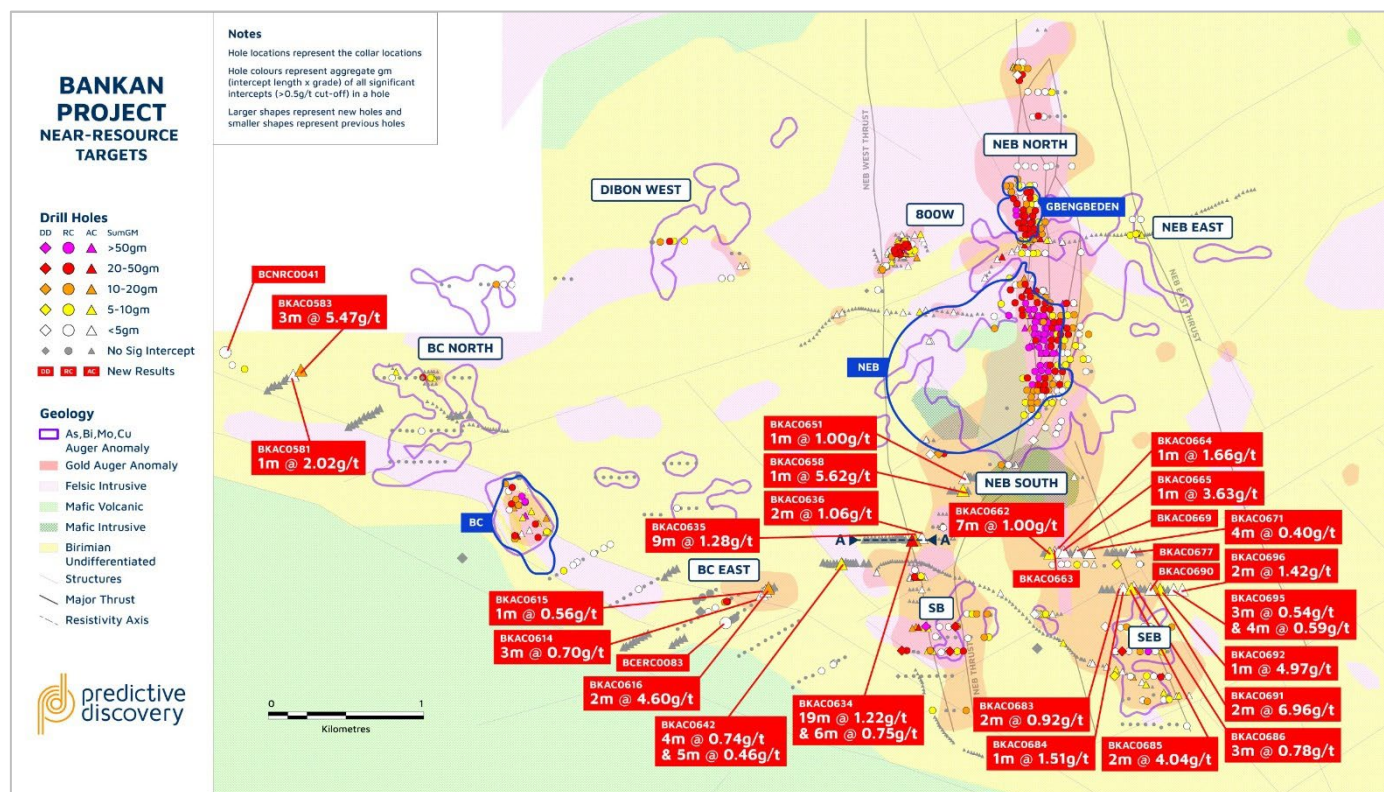 BANKAN
PROJECT
NEAR-RESOURCE
TARGETS
Drill Holes
DD RC AC SumGM
>50gm
20-50gm
10-20gm
5-10gm
<5gm
No Sig Intercept
DD RC AC New Results
Geology
As,Bi,Mo,Cu
Auger Anomaly
Gold Auger Anomaly
Felsic Intrusive
Mafic Volcanic
Mafic Intrusive
Birimian
Undifferentiated
Structures
Major Thrust
Resistivity Axis
predictive
discovery
Notes
Hole locations represent the collar locations
Hole colours represent aggregate gm
(intercept length x grade) of all significant
intercepts (>0.5g/t cut-off) in a hole
Larger shapes represent new holes and
smaller shapes represent previous holes
NEB NORTH
DIBON WEST
NEB WEST THRUST
800W
GBENGBEDEN
NEB EAST
NEB EAST THRUST
BCNRC0041
BKAC0583
3m @ 5.47g/t
BC NORTH
NEB
BKAC0581
1m @ 2.02g/t
BKAC0651
1m @ 1.00g/t
BKAC0658
1m @ 5.62g/t
BKAC0636
2m @ 1.06g/t
NEB SOUTH
BKAC0664
1m @ 1.66g/t
BKAC0665
1m @ 3.63g/t
BC
BKAC0635
9m @ 1.28g/t
BKAC0662
7m @ 1.00g/t
BKAC0669
BKAC0671
4m @ 0.40g/t
A A
BKAC0663
BKAC0677
BKAC0690
BKAC0696
2m @ 1.42g/t
BC EAST
BKAC0615
1m @ 0.56g/t
BKAC0614
3m @ 0.70g/t
BCERC0083
BKAC0616
2m @ 4.60g/t
SB
NEB THRUST
SEB
BKAC0695
3m @ 0.54g/t
& 4m @ 0.59g/t
BKAC0692
1m @ 4.97g/t
BKAC0691
2m @ 6.96g/t
BKAC0642
4m @ 0.74g/t
& 5m @ 0.46g/t
BKAC0634
19m @ 1.22g/t
& 6m @ 0.75g/t
BKAC0683
2m @ 0.92g/t
BKAC0684
1m @ 1.51g/t
BKAC0685
2m @ 4.04g/t
BKAC0686
3m @ 0.78g/t
0 1
Kilometres